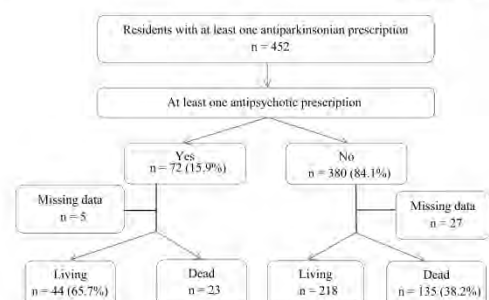 Residents with at least one antiparkinsonian prescription
n = 452
At least one antipsychotic prescription
Yes
n = 72 (15.9%)
No
n = 380 (84.1%)
Missing data
n = 5
Missing data
n = 27
Living
n = 44 (65.7%)
Dead
n = 23
Living
n = 218
Dead
n = 135 (38.2%)